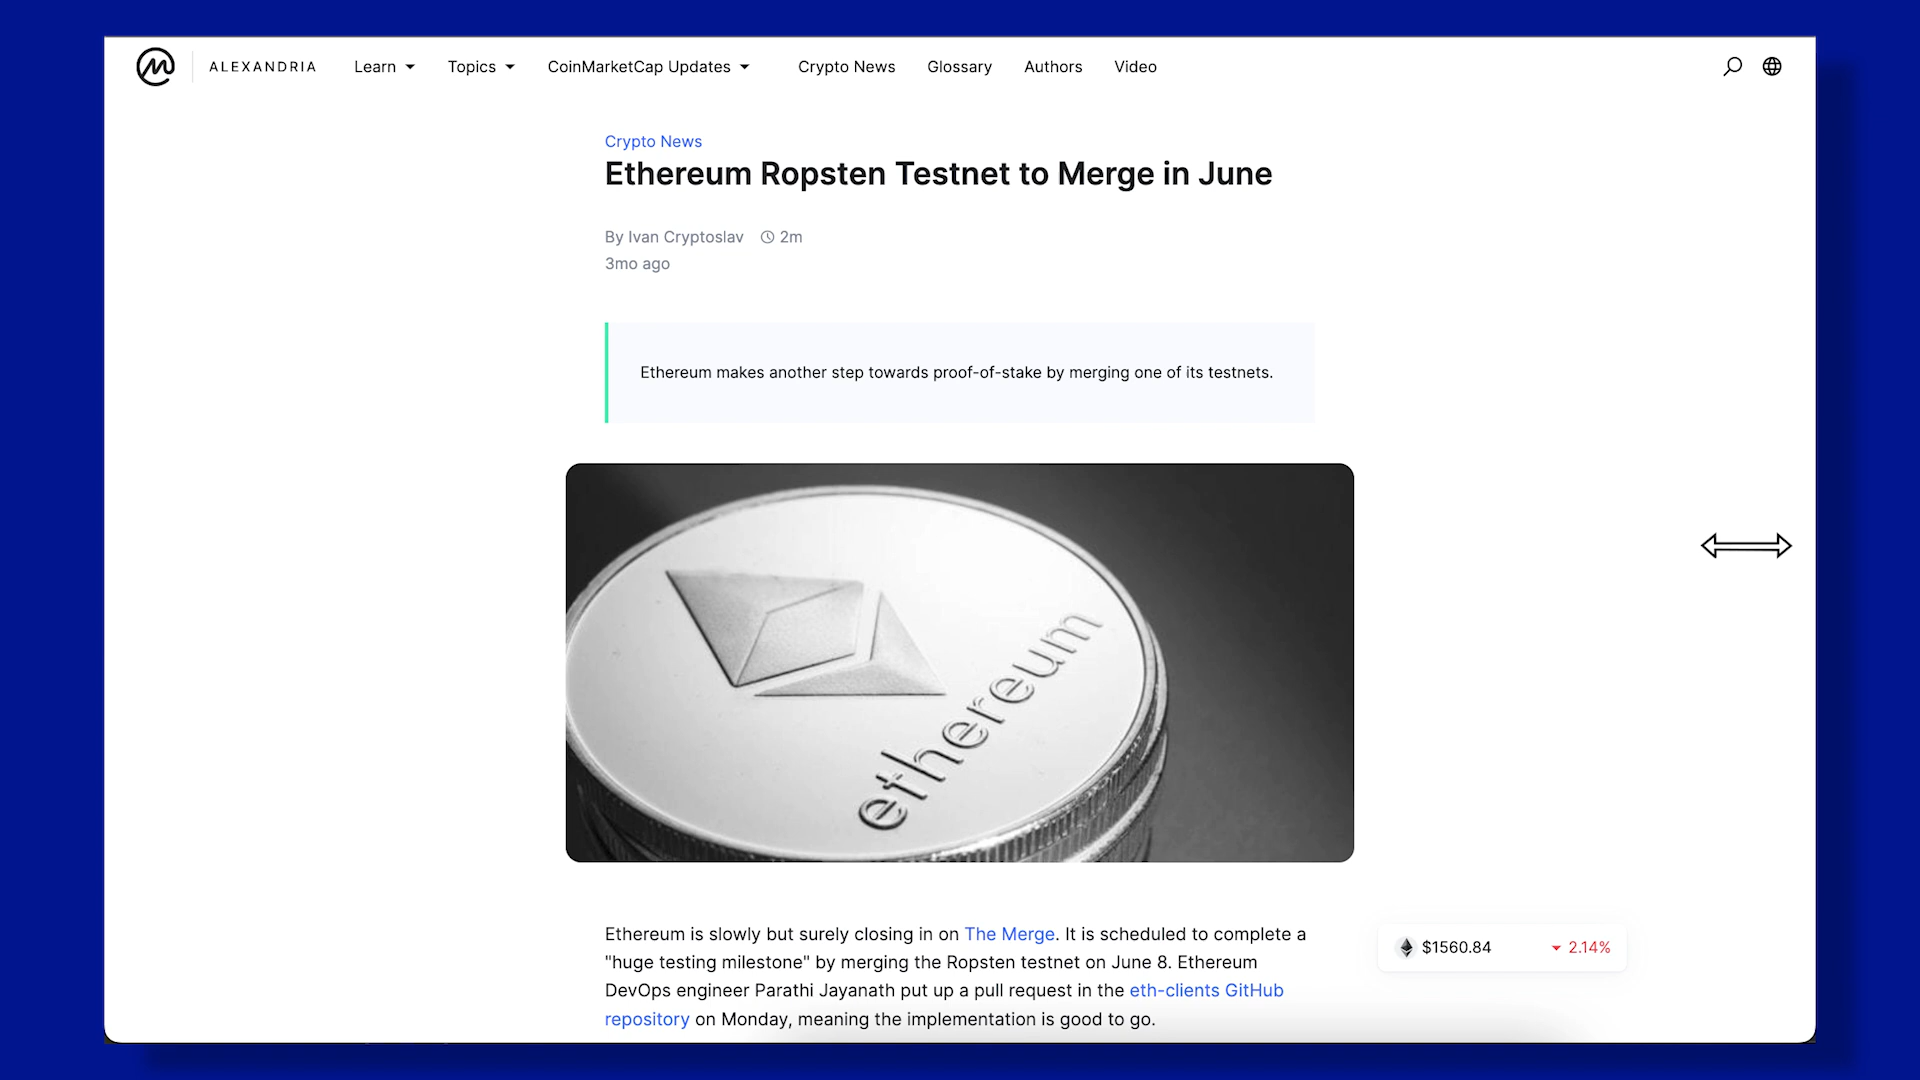 ALEXANDRIA Learn Topics CoinMarketCap Updates Crypto News Glossary Authors Video
Crypto News
Ethereum Ropsten Testnet to Merge in June
By Ivan Cryptoslav 2m
3mo ago
Ethereum makes another step towards proof-of-stake by merging one of its testnets.
ethereum
Ethereum is slowly but surely closing in on The Merge. It is scheduled to complete a
"huge testing milestone" by merging the Ropsten testnet on June 8. Ethereum
DevOps engineer Parathi Jayanath put up a pull request in the eth-clients GitHub
repository on Monday, meaning the implementation is good to go.
$1560.84 2.14%